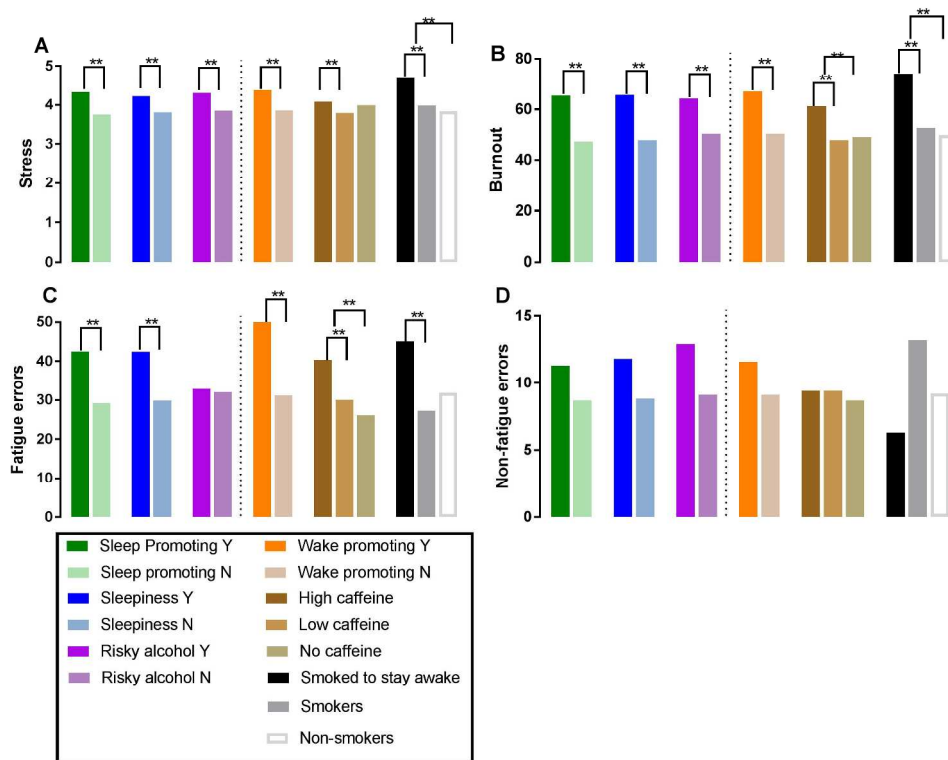 A
**
**
**
**
**
**
**
5
4
3
2
1
0
Stress
B
**
**
**
**
**
**
**
**
80
60
40
20
0
Burnout
C
**
**
**
**
**
**
50
40
30
20
10
0
Fatigue errors
D
15
10
5
0
Non-fatigue errors
Sleep Promoting Y
Sleep promoting N
Sleepiness Y
Sleepiness N
Risky alcohol Y
Risky alcohol N
Wake promoting Y
Wake promoting N
High caffeine
Low caffeine
No caffeine
Smoked to stay awake
Smokers
Non-smokers